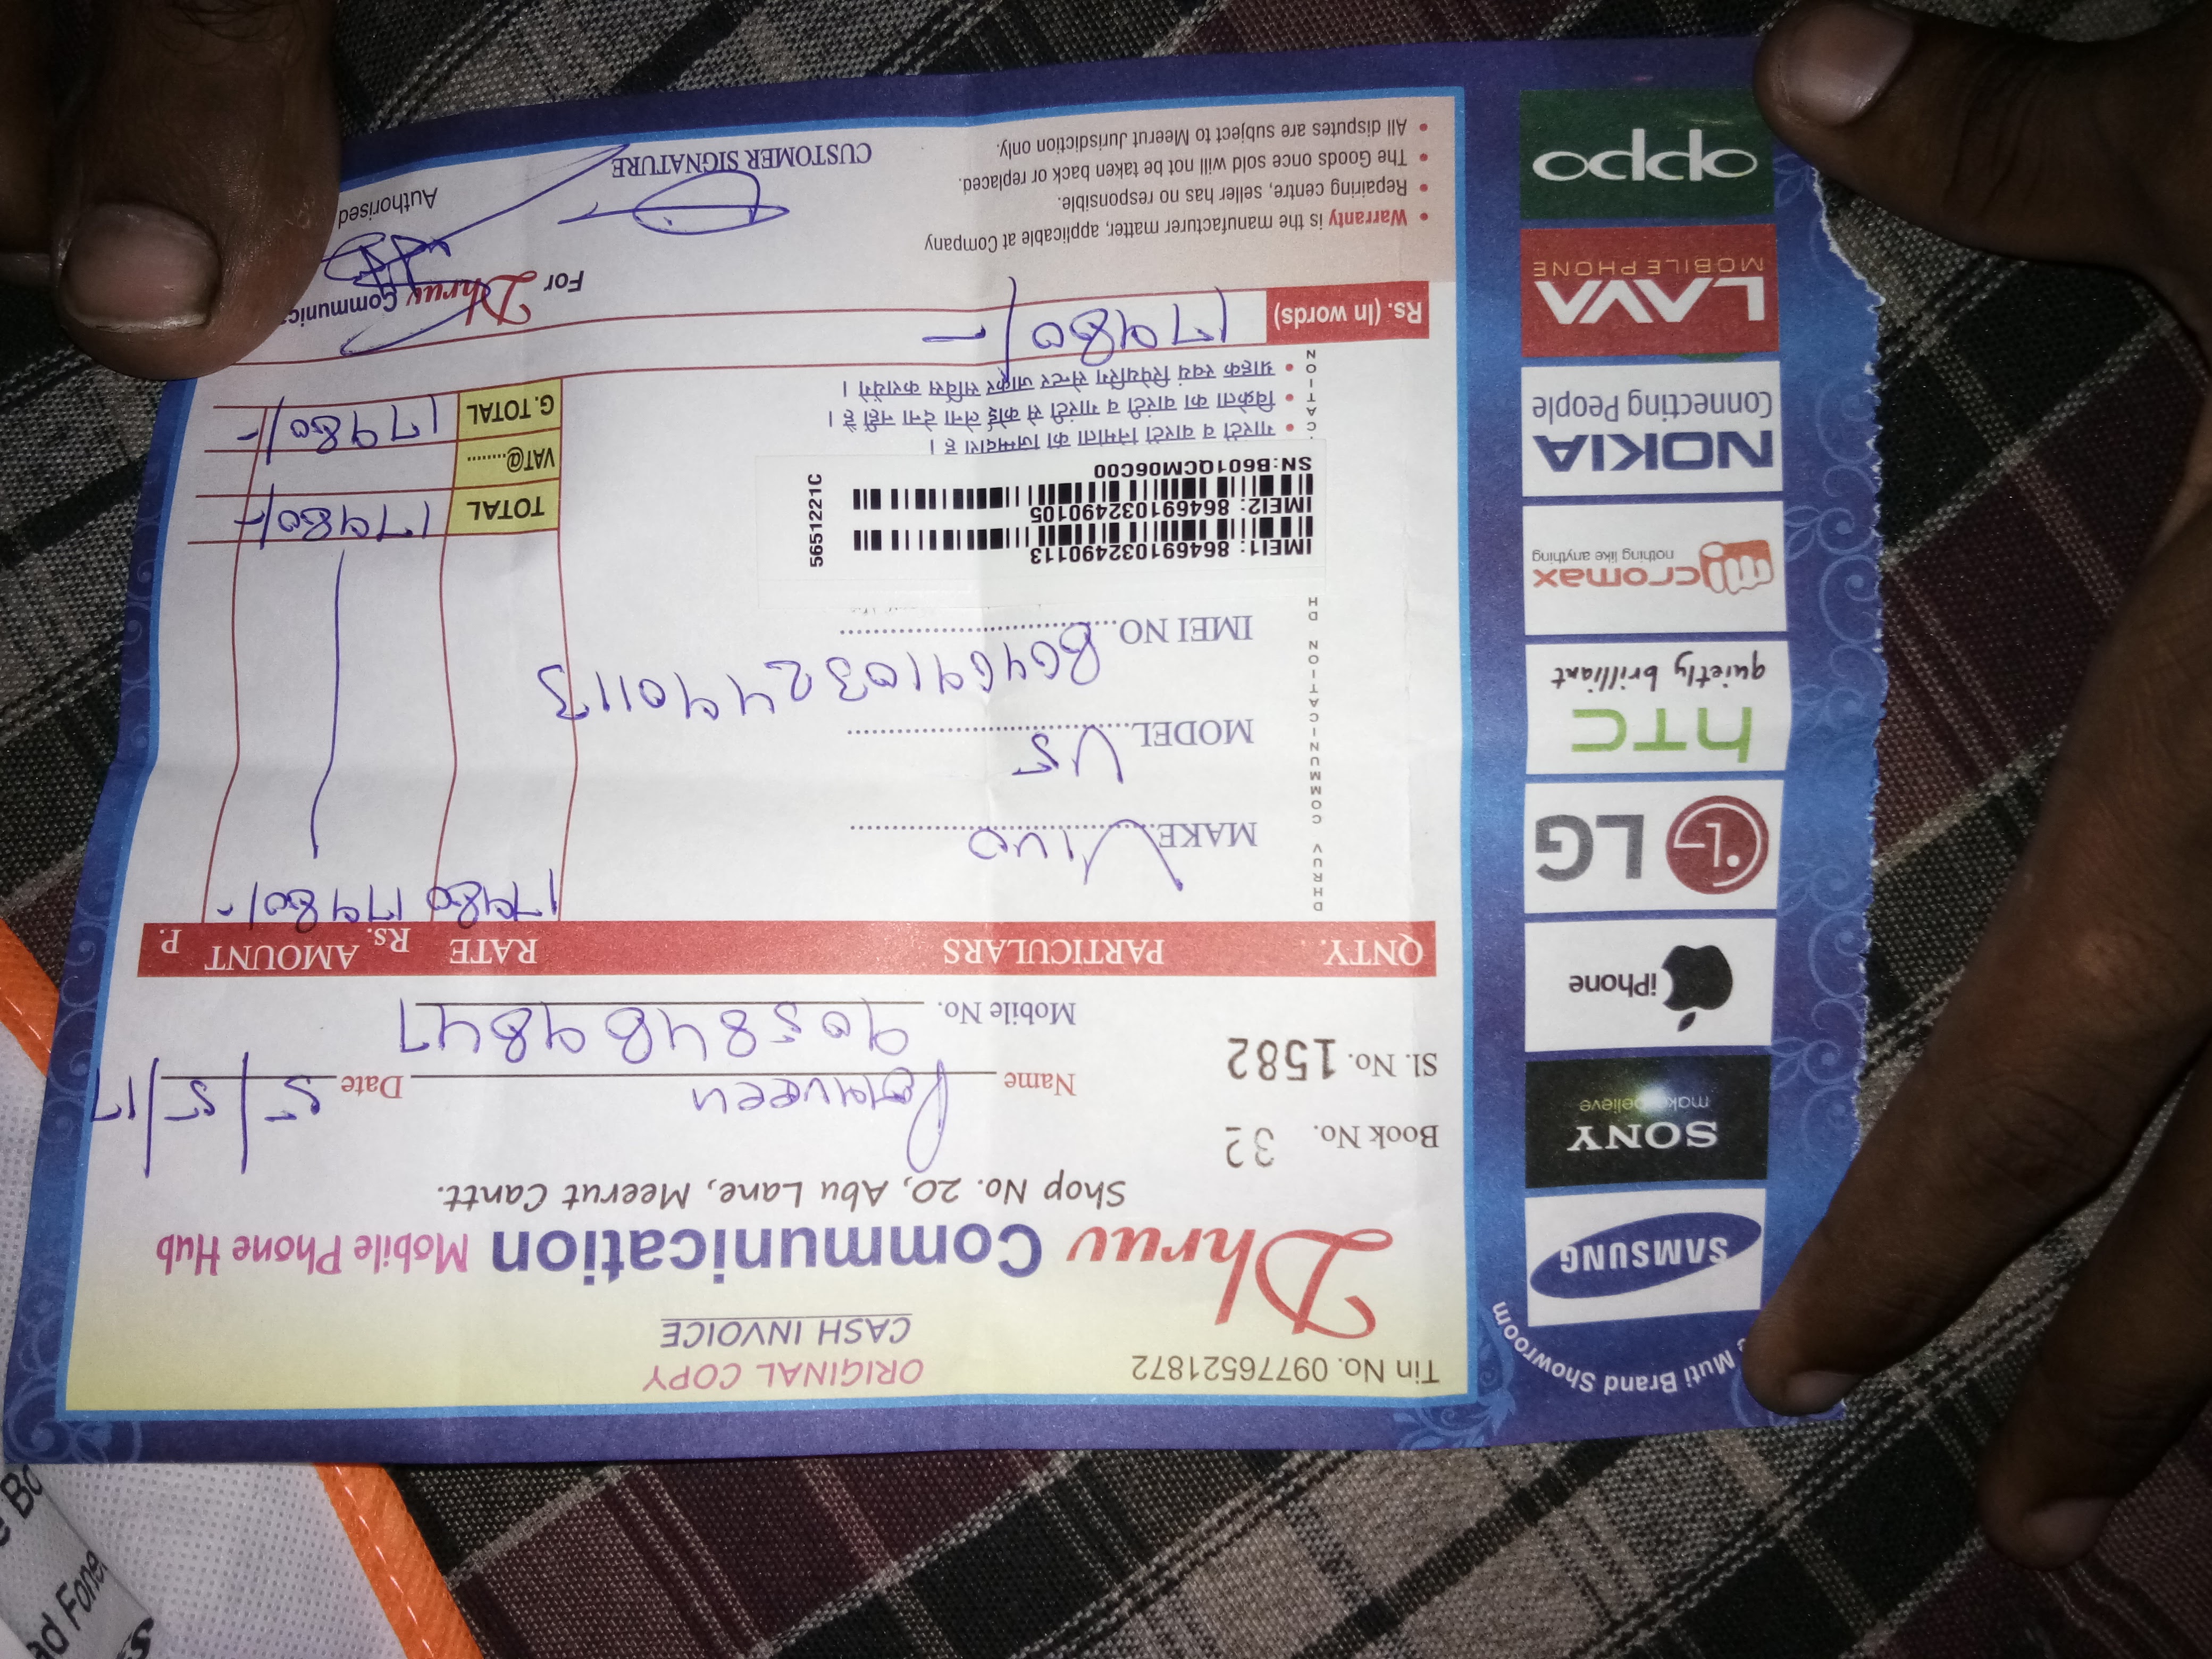 Tin No. 09776521872
ORIGINAL COPY
CASH INVOICE
Dhruv Communication Mobile Phone Hub
Shop No. 20, Abu Lane, Meerut Cantt.
Book No. 32
Sl. No. 1582
Name Date 5/5/17
Mobile No. 9058489847
QNTY. PARTICULARS RATE Rs. AMOUNT P.
17980 17980/-
MAKE Vivo
MODEL V5
IMEI NO
IMEI1: 864691032490113
IMEI2: 864691032490105
SN:B601QCM06C00
5651221C
DHRUV COMMUNICATION DH
TOTAL 17980/-
VAT@........
G. TOTAL 17980/-
गारंटी व वारंटी निर्माता की जिम्मेदारी है ।
विक्रेता का वारंटी व गारंटी से कोई लेना देना नहीं है ।
ग्राहक स्वयं रिपेयरिंग सेन्टर जाकर सर्विस करायेंगे ।
Rs. (In words) 17980/-
Warranty is the manufacturer matter, applicable at Company
Repairing centre, seller has no responsible.
The Goods once sold will not be taken back or replaced.
All disputes are subject to Meerut Jurisdiction only.
CUSTOMER SIGNATURE
For Dhruv Communic
Authorised
Muti Brand Showroom
SAMSUNG
SONY
make.believe
iPhone
LG
htc
quietly brilliant
Micromax
nothing like anything
NOKIA
Connecting People
LAVA
MOBILE PHONE
oppo